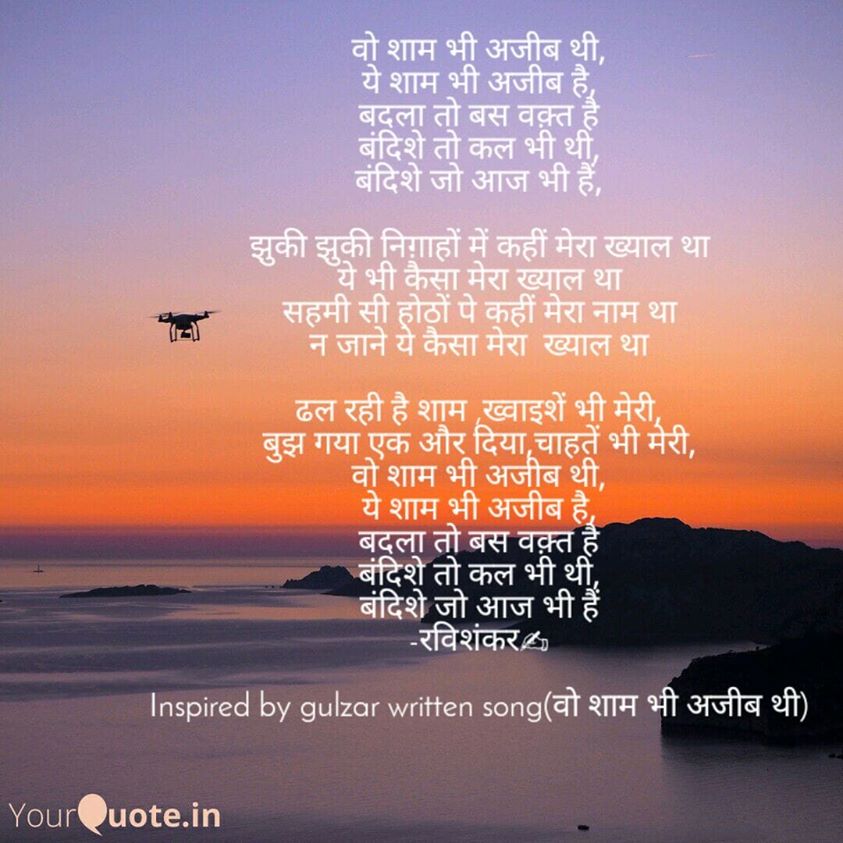 वो शाम भी अजीब थी,
ये शाम भी अजीब है,
बदला तो बस वक़्त है
बंदिशे तो कल भी थी,
बंदिशे जो आज भी हैं,

झुकी झुकी निग़ाहों में कहीं मेरा ख्याल था
ये भी कैसा मेरा ख्याल था
सहमी सी होठों पे कहीं मेरा नाम था
न जाने ये कैसा मेरा  ख्याल था

ढल रही है शाम ,ख्वाइशें भी मेरी,
बुझ गया एक और दिया,चाहतें भी मेरी,
वो शाम भी अजीब थी,
ये शाम भी अजीब है,
बदला तो बस वक़्त है
बंदिशे तो कल भी थी,
बंदिशे जो आज भी हैं
-रविशंकर✍

Inspired by gulzar written song(वो शाम भी अजीब थी)
YourQuote.in